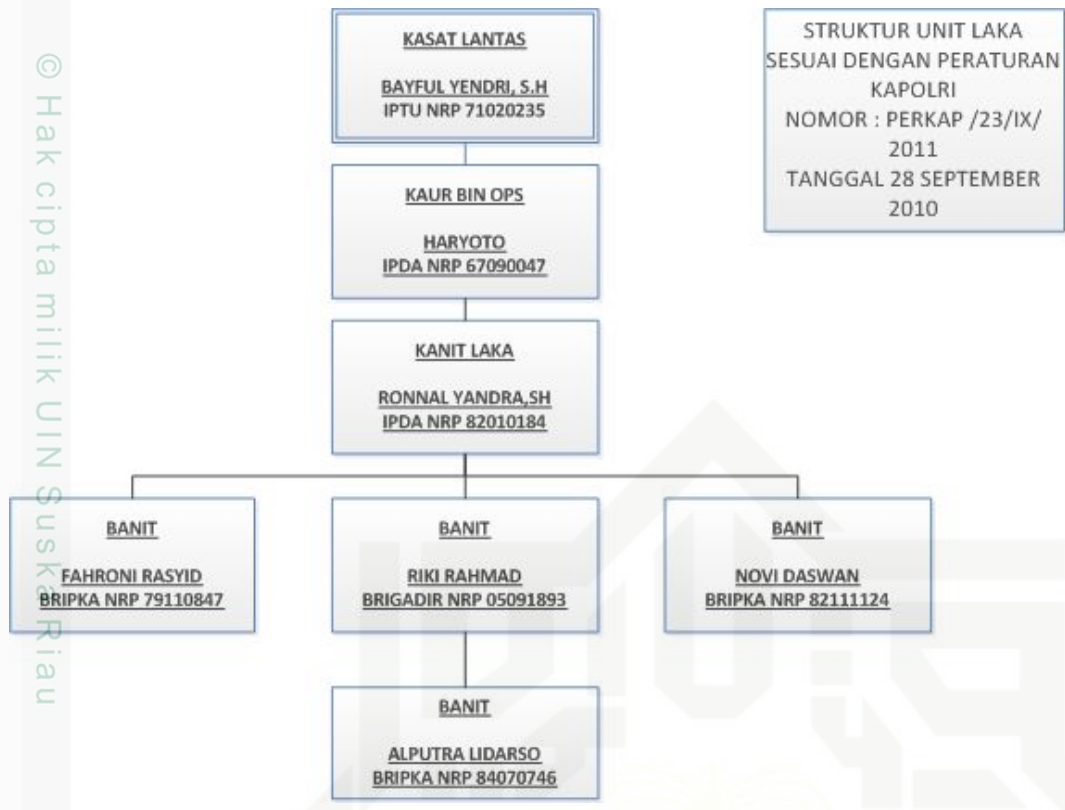 KASAT LANTAS
BAYFUL YENDRI, S.H
IPTU NRP 71020235
STRUKTUR UNIT LAKA
SESUAI DENGAN PERATURAN
KAPOLRI
NOMOR : PERKAP /23/IX/
2011
TANGGAL 28 SEPTEMBER
2010
KAUR BIN OPS
HARYOTO
IPDA NRP 67090047
KANIT LAKA
RONNAL YANDRA,SH
IPDA NRP 82010184
BANIT
FAHRONI RASYID
BRIPKA NRP 79110847
BANIT
RIKI RAHMAD
BRIGADIR NRP 05091893
BANIT
NOVI DASWAN
BRIPKA NRP 82111124
BANIT
ALPUTRA LIDARSO
BRIPKA NRP 84070746
© Hak cipta milik UIN Suska Riau